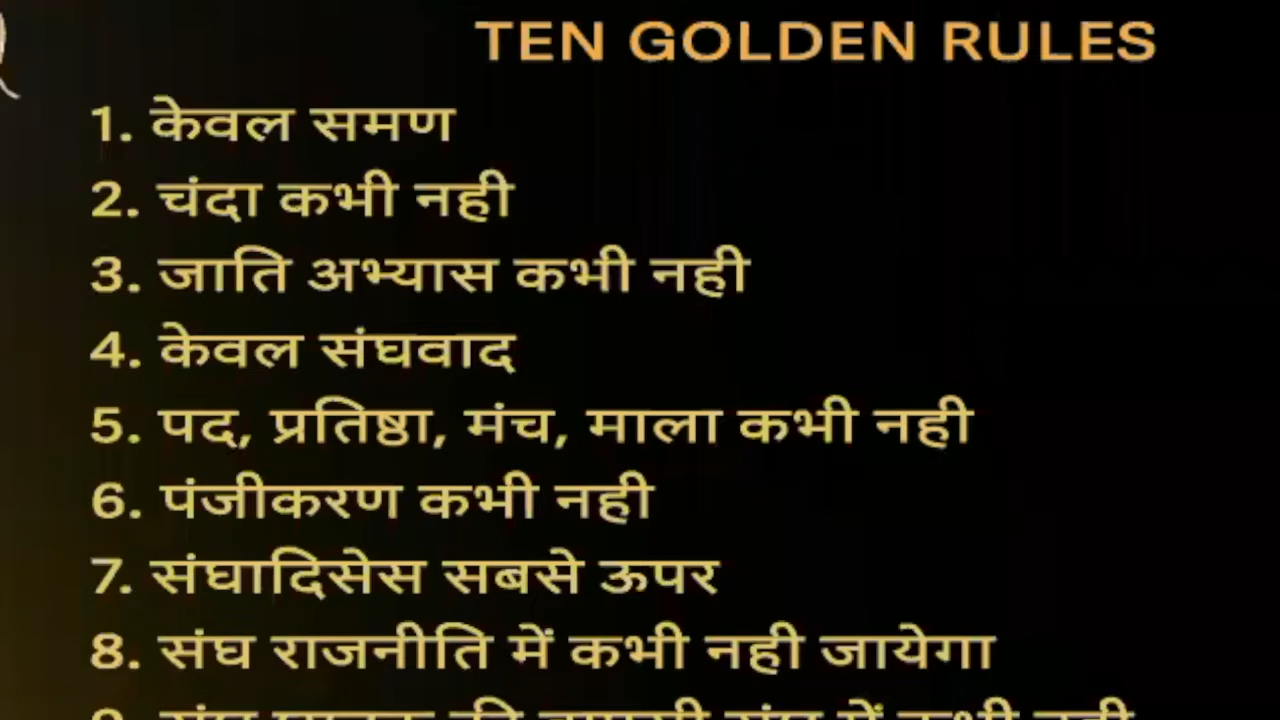 TEN GOLDEN RULES
1. केवल समण
2. चंदा कभी नही
3. जाति अभ्यास कभी नही
4. केवल संघवाद
5. पद, प्रतिष्ठा, मंच, माला कभी नही
6. पंजीकरण कभी नही
7. संघादिसेस सबसे ऊपर
8. संघ राजनीति में कभी नही जायेगा